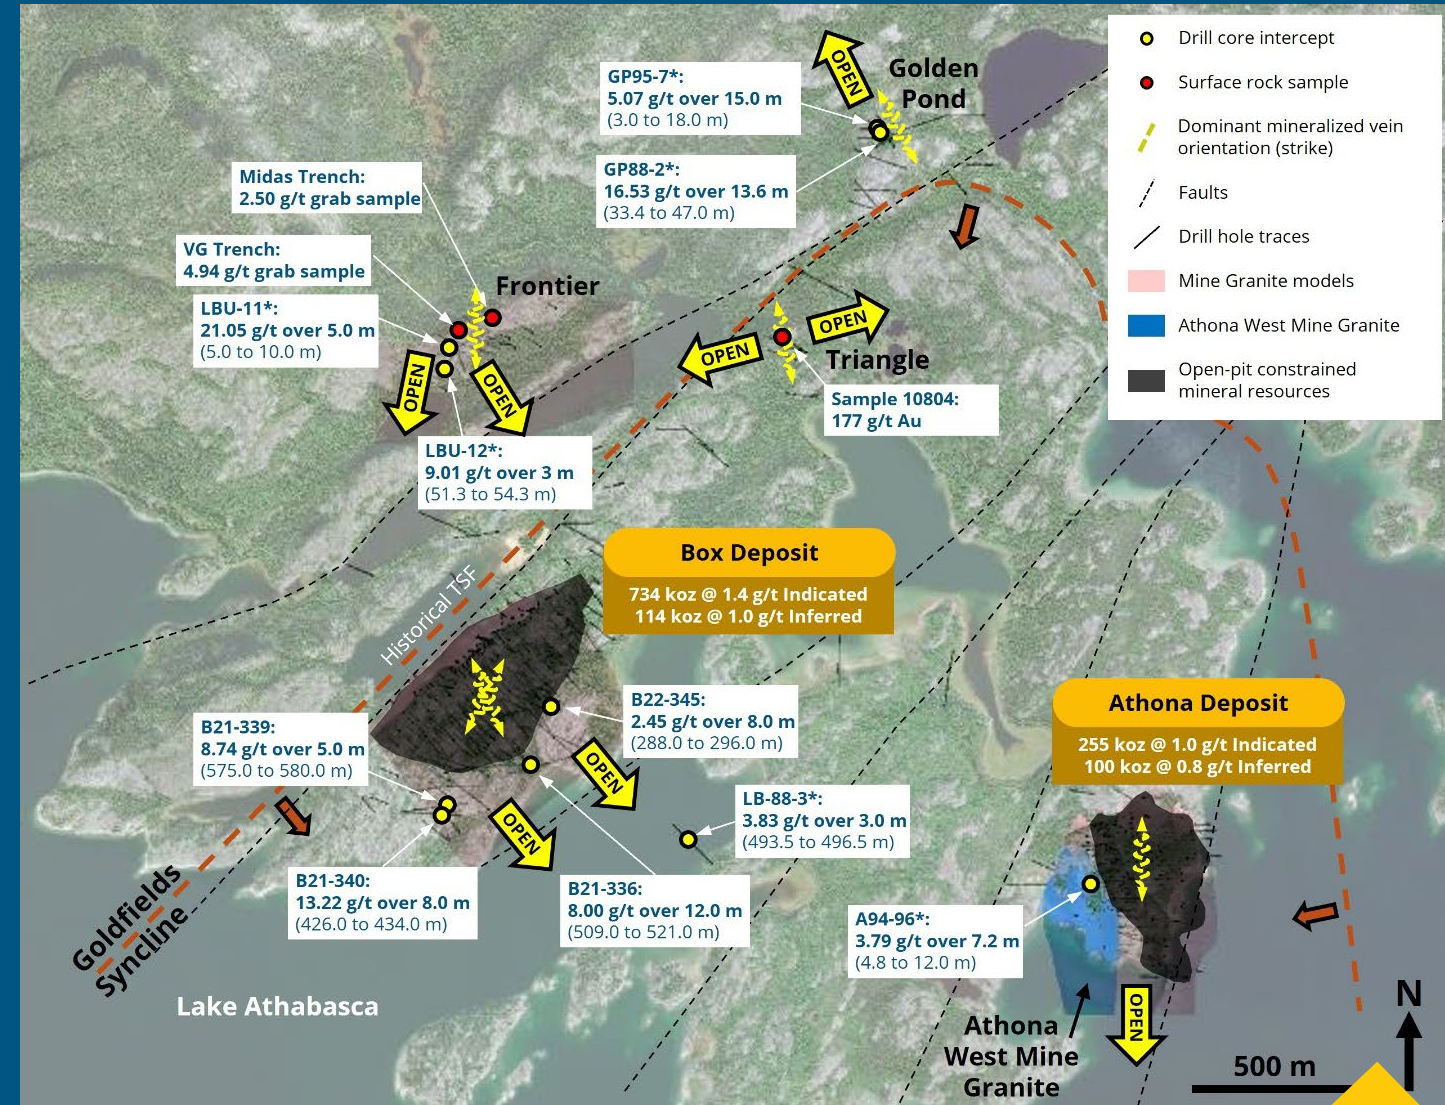 GP95-7*:
5.07 g/t over 15.0 m
(3.0 to 18.0 m)
OPEN
Golden
Pond
GP88-2*:
16.53 g/t over 13.6 m
(33.4 to 47.0 m)
Drill core intercept
Surface rock sample
Dominant mineralized vein
orientation (strike)
Faults
Drill hole traces
Mine Granite models
Athona West Mine Granite
Open-pit constrained
mineral resources
Midas Trench:
2.50 g/t grab sample
VG Trench:
4.94 g/t grab sample
LBU-11*:
21.05 g/t over 5.0 m
(5.0 to 10.0 m)
Frontier
OPEN
OPEN
LBU-12*:
9.01 g/t over 3 m
(51.3 to 54.3 m)
OPEN
OPEN
Triangle
Sample 10804:
177 g/t Au
Historical TSF
Box Deposit
734 koz @ 1.4 g/t Indicated
114 koz @ 1.0 g/t Inferred
B22-345:
2.45 g/t over 8.0 m
(288.0 to 296.0 m)
B21-339:
8.74 g/t over 5.0 m
(575.0 to 580.0 m)
OPEN
OPEN
LB-88-3*:
3.83 g/t over 3.0 m
(493.5 to 496.5 m)
B21-340:
13.22 g/t over 8.0 m
(426.0 to 434.0 m)
B21-336:
8.00 g/t over 12.0 m
(509.0 to 521.0 m)
Athona Deposit
255 koz @ 1.0 g/t Indicated
100 koz @ 0.8 g/t Inferred
A94-96*:
3.79 g/t over 7.2 m
(4.8 to 12.0 m)
Goldfields
Syncline
Lake Athabasca
Athona
West Mine
Granite
OPEN
N
500 m